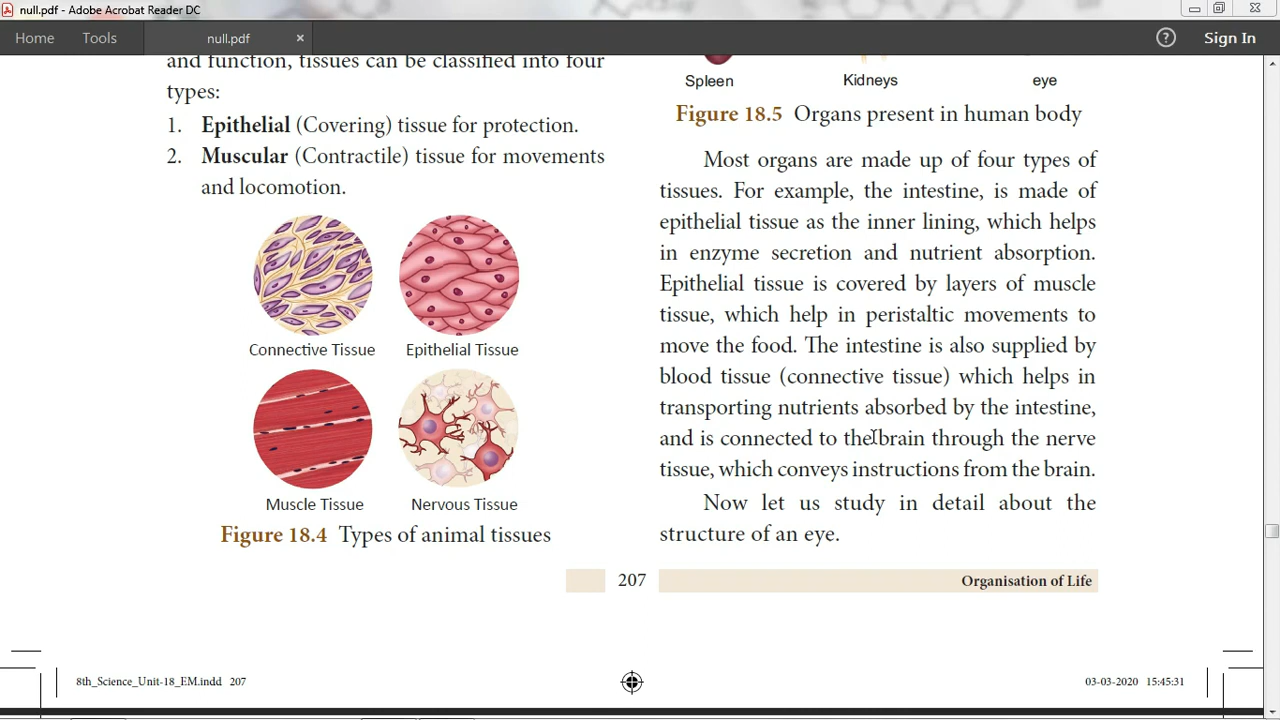 null.pdf - Adobe Acrobat Reader DC
Home Tools null.pdf × ? Sign In
and function, tissues can be classified into four
types:
1. Epithelial (Covering) tissue for protection.
2. Muscular (Contractile) tissue for movements
and locomotion.
Connective Tissue Epithelial Tissue
Muscle Tissue Nervous Tissue
Figure 18.4 Types of animal tissues
Spleen Kidneys eye
Figure 18.5 Organs present in human body
Most organs are made up of four types of
tissues. For example, the intestine, is made of
epithelial tissue as the inner lining, which helps
in enzyme secretion and nutrient absorption.
Epithelial tissue is covered by layers of muscle
tissue, which help in peristaltic movements to
move the food. The intestine is also supplied by
blood tissue (connective tissue) which helps in
transporting nutrients absorbed by the intestine,
and is connected to the brain through the nerve
tissue, which conveys instructions from the brain.
Now let us study in detail about the
structure of an eye.
207 Organisation of Life
8th_Science_Unit-18_EM.indd 207 03-03-2020 15:45:31